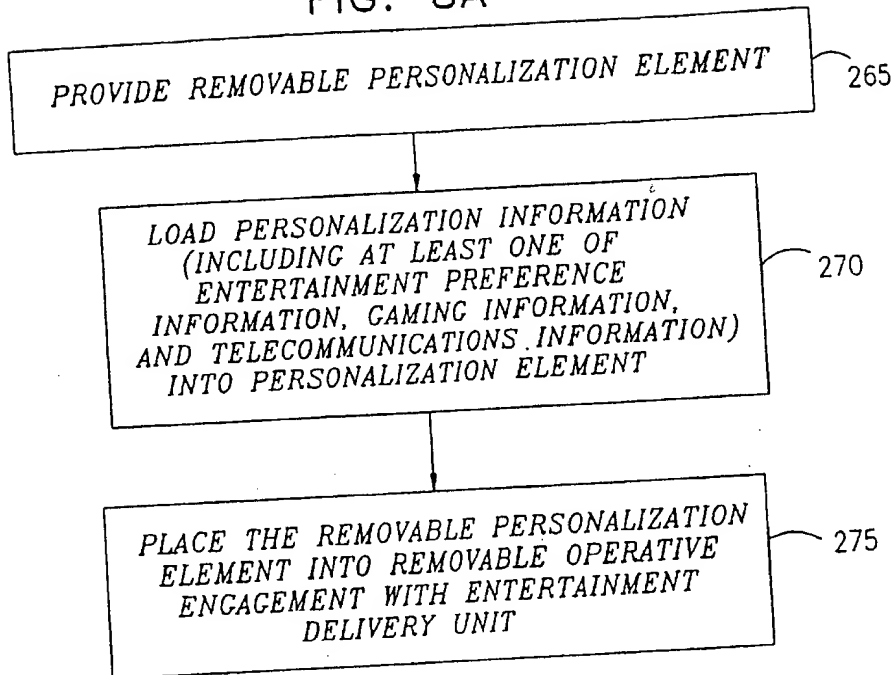 FIG. 8A
PROVIDE REMOVABLE PERSONALIZATION ELEMENT
265
LOAD PERSONALIZATION INFORMATION
(INCLUDING AT LEAST ONE OF
ENTERTAINMENT PREFERENCE
INFORMATION, GAMING INFORMATION,
AND TELECOMMUNICATIONS INFORMATION)
INTO PERSONALIZATION ELEMENT
270
PLACE THE REMOVABLE PERSONALIZATION
ELEMENT INTO REMOVABLE OPERATIVE
ENGAGEMENT WITH ENTERTAINMENT
DELIVERY UNIT
275